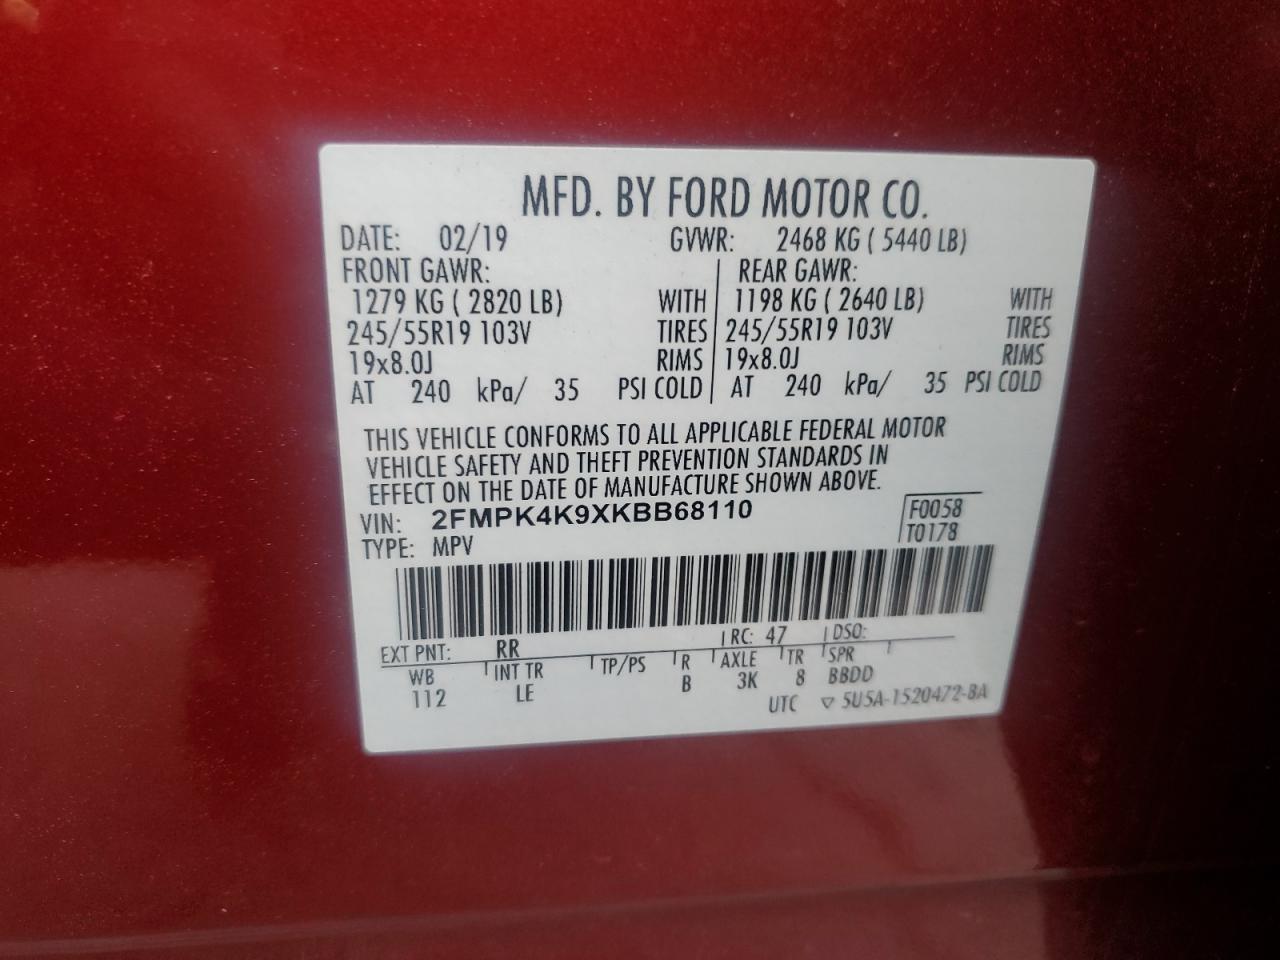 MFD. BY FORD MOTOR CO.
DATE: 02/19 GVWR: 2468 KG ( 5440 LB)
FRONT GAWR: REAR GAWR:
1279 KG ( 2820 LB) WITH 1198 KG ( 2640 LB) WITH
245/55R19 103V TIRES 245/55R19 103V TIRES
19x8.0J RIMS 19x8.0J RIMS
AT 240 kPa/ 35 PSI COLD AT 240 kPa/ 35 PSI COLD
THIS VEHICLE CONFORMS TO ALL APPLICABLE FEDERAL MOTOR
VEHICLE SAFETY AND THEFT PREVENTION STANDARDS IN
EFFECT ON THE DATE OF MANUFACTURE SHOWN ABOVE.
VIN: 2FMPK4K9XKBB68110 F0058
TYPE: MPV T0178
EXT PNT: RR RC: 47 DSO:
WB INT TR TP/PS R AXLE TR SPR
112 LE B 3K 8 BBDD
UTC ▽ 5U5A-1520472-BA